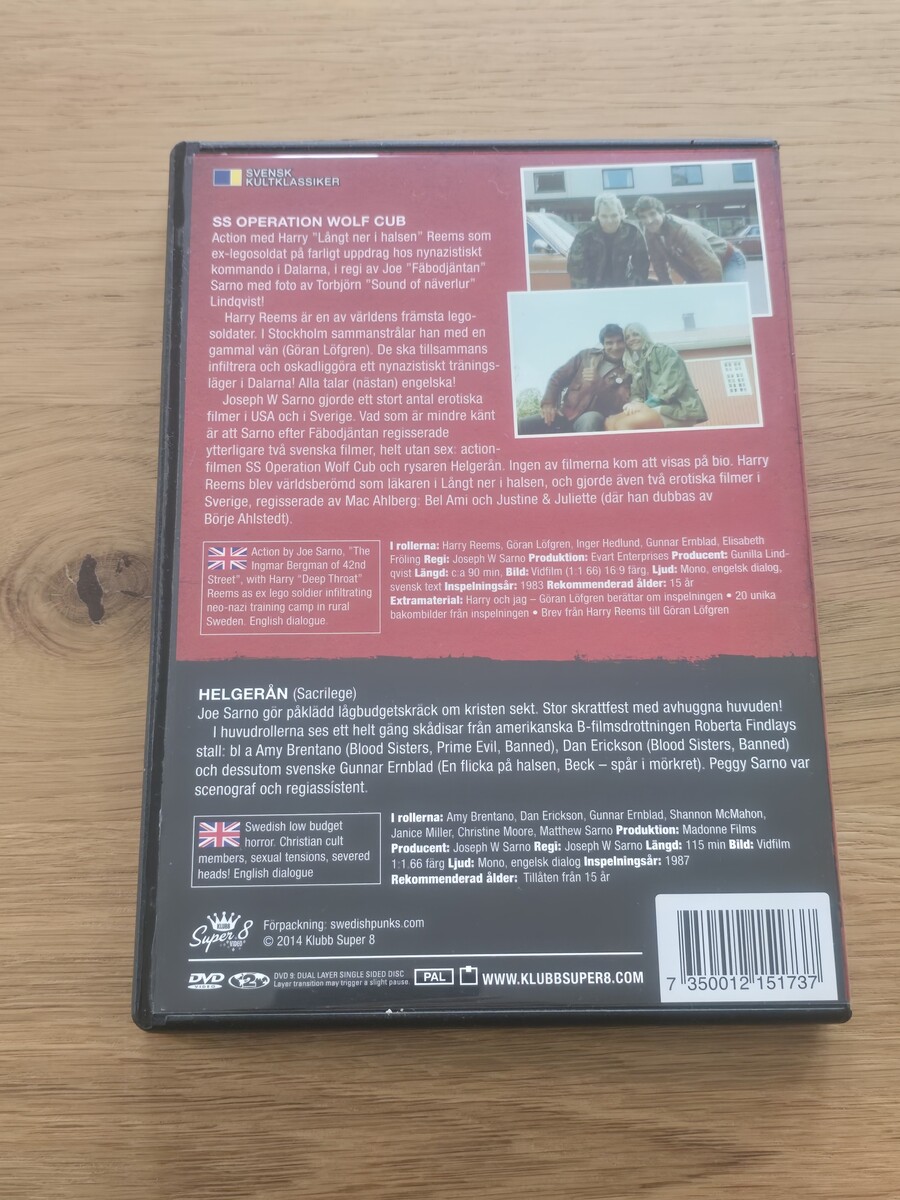 SVENSK
KULTKLASSIKER
SS OPERATION WOLF CUB
Action med Harry "Långt ner i halsen" Reems som
ex-legosoldat på farligt uppdrag hos nynazistiskt
kommando i Dalarna, i regi av Joe "Fäbodjäntan"
Sarno med foto av Torbjörn "Sound of näverlur"
Lindqvist!
Harry Reems är en av världens främsta lego-
soldater. I Stockholm sammanstrålar han med en
gammal vän (Göran Löfgren). De ska tillsammans
infiltrera och oskadliggöra ett nynazistiskt tränings-
läger i Dalarna! Alla talar (nästan) engelska!
Joseph W Sarno gjorde ett stort antal erotiska
filmer i USA och i Sverige. Vad som är mindre känt
är att Sarno efter Fäbodjäntan regisserade
ytterligare två svenska filmer, helt utan sex: action-
filmen SS Operation Wolf Cub och rysaren Helgerån. Ingen av filmerna kom att visas på bio. Harry
Reems blev världsberömd som läkaren i Långt ner i halsen, och gjorde även två erotiska filmer i
Sverige, regisserade av Mac Ahlberg: Bel Ami och Justine & Juliette (där han dubbas av
Börje Ahlstedt).
Action by Joe Sarno, "The
Ingmar Bergman of 42nd
Street", with Harry "Deep Throat"
Reems as ex lego soldier infiltrating
neo-nazi training camp in rural
Sweden. English dialogue.
I rollerna: Harry Reems, Göran Löfgren, Inger Hedlund, Gunnar Ernblad, Elisabeth
Fröling Regi: Joseph W Sarno Produktion: Evart Enterprises Producent: Gunilla Lind-
qvist Längd: c:a 90 min, Bild: Vidfilm (1:1.66) 16:9 färg, Ljud: Mono, engelsk dialog,
svensk text Inspelningsår: 1983 Rekommenderad ålder: 15 år
Extramaterial: Harry och jag – Göran Löfgren berättar om inspelningen • 20 unika
bakombilder från inspelningen • Brev från Harry Reems till Göran Löfgren
HELGERÅN (Sacrilege)
Joe Sarno gör påklädd lågbudgetskräck om kristen sekt. Stor skrattfest med avhuggna huvuden!
I huvudrollerna ses ett helt gäng skådisar från amerikanska B-filmsdrottningen Roberta Findlays
stall: bl a Amy Brentano (Blood Sisters, Prime Evil, Banned), Dan Erickson (Blood Sisters, Banned)
och dessutom svenske Gunnar Ernblad (En flicka på halsen, Beck – spår i mörkret). Peggy Sarno var
scenograf och regiassistent.
Swedish low budget
horror. Christian cult
members, sexual tensions, severed
heads! English dialogue
I rollerna: Amy Brentano, Dan Erickson, Gunnar Ernblad, Shannon McMahon,
Janice Miller, Christine Moore, Matthew Sarno Produktion: Madonne Films
Producent: Joseph W Sarno Regi: Joseph W Sarno Längd: 115 min Bild: Vidfilm
1:1.66 färg Ljud: Mono, engelsk dialog Inspelningsår: 1987
Rekommenderad ålder: Tillåten från 15 år
KLUBB
Super 8
VIDEO
Förpackning: swedishpunks.com
© 2014 Klubb Super 8
DVD
VIDEO
DVD 9: DUAL LAYER SINGLE SIDED DISC
Layer transition may trigger a slight pause.
PAL
WWW.KLUBBSUPER8.COM
7 350012 151737